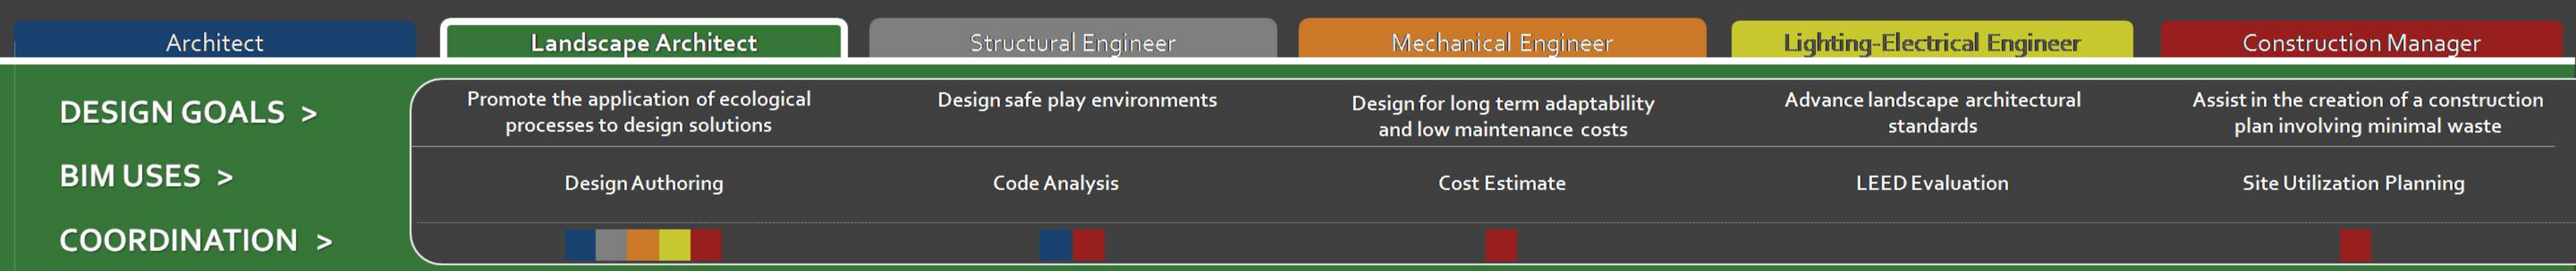 Architect
Landscape Architect
Structural Engineer
Mechanical Engineer
Lighting-Electrical Engineer
Construction Manager
DESIGN GOALS >
Promote the application of ecological
processes to design solutions
Design safe play environments
Design for long term adaptability
and low maintenance costs
Advance landscape architectural
standards
Assist in the creation of a construction
plan involving minimal waste
BIM USES >
Design Authoring
Code Analysis
Cost Estimate
LEED Evaluation
Site Utilization Planning
COORDINATION >